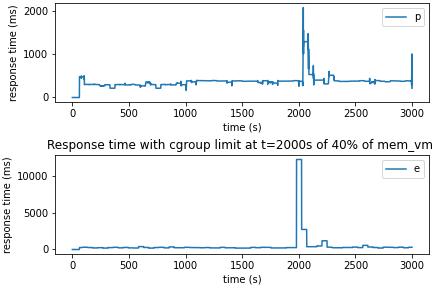 2000
1000
0
response time (ms)
p
0 500 1000 1500 2000 2500 3000
time (s)
Response time with cgroup limit at t=2000s of 40% of mem_vm
10000
5000
0
response time (ms)
e
0 500 1000 1500 2000 2500 3000
time (s)